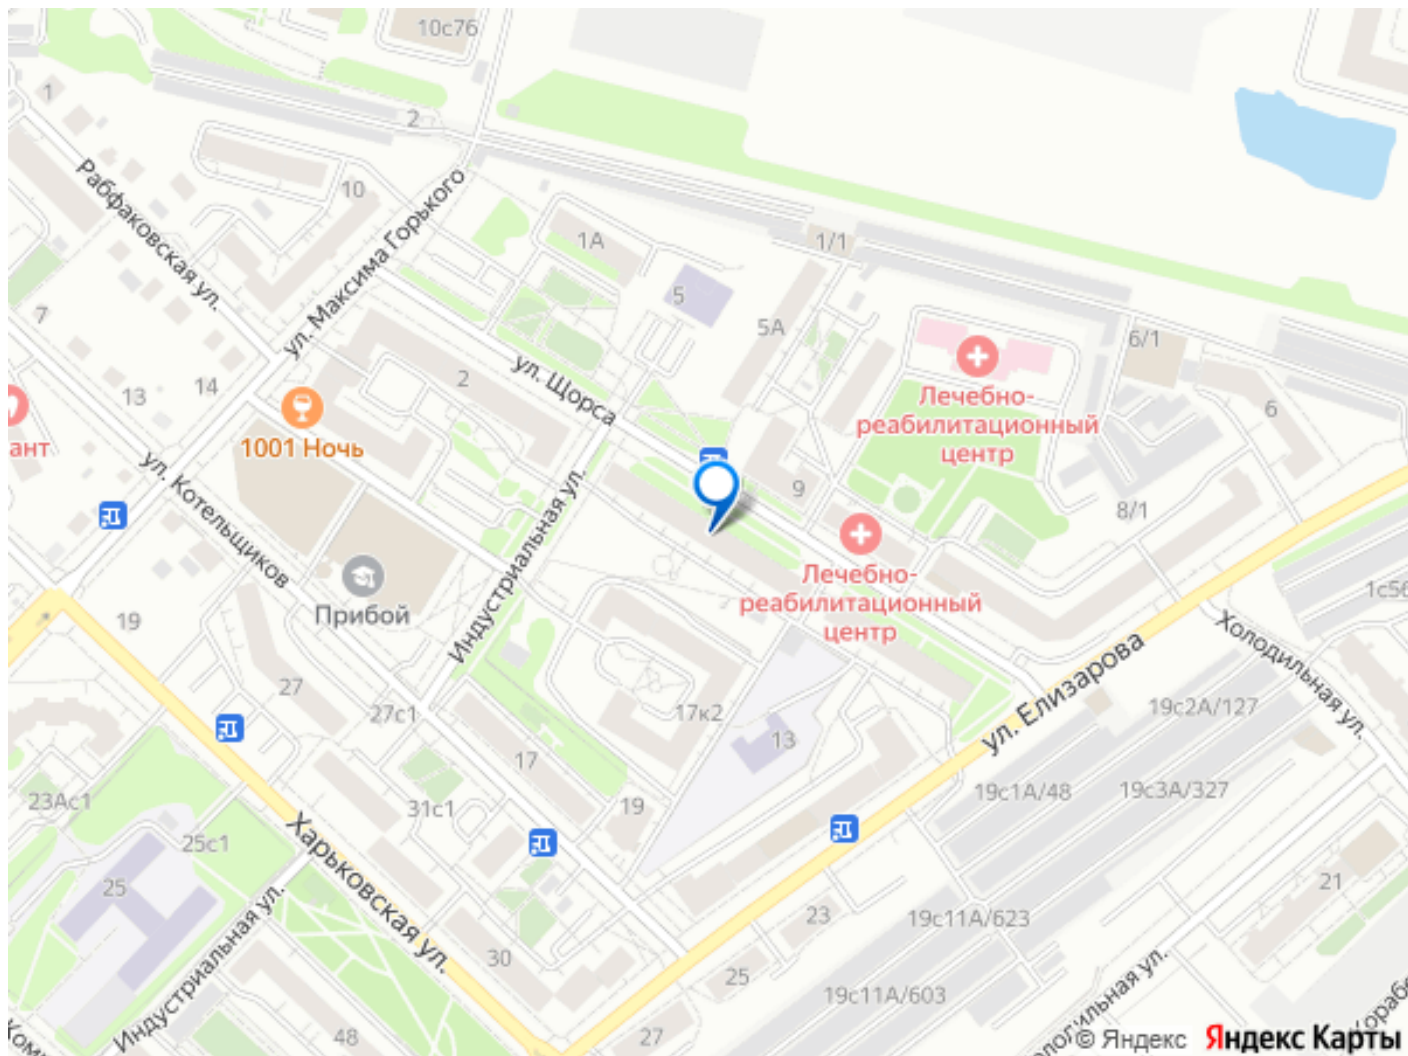 10с76
1
2
Рабфаковская ул.
10
ул. Максима Горького
1А
1/1
5
7
5А
6/1
ул. Щорса
2
14
13
6
Лечебно-
реабилитационный
центр
1001 Ночь
ант
ул. Котельщиков
9
8/1
Индустриальная ул.
Лечебно-
реабилитационный
центр
Прибой
1с56
19
Холодильная ул.
ул. Елизарова
27
27с1
17к2
19с2А/127
13
17
19с1А/48
19с3А/327
23Ас1
31с1
19
25с1
Харьковская ул.
25
21
23
19с11А/623
Индустриальная ул.
30
25
19с11А/603
48
27
© Яндекс
Яндекс Карты